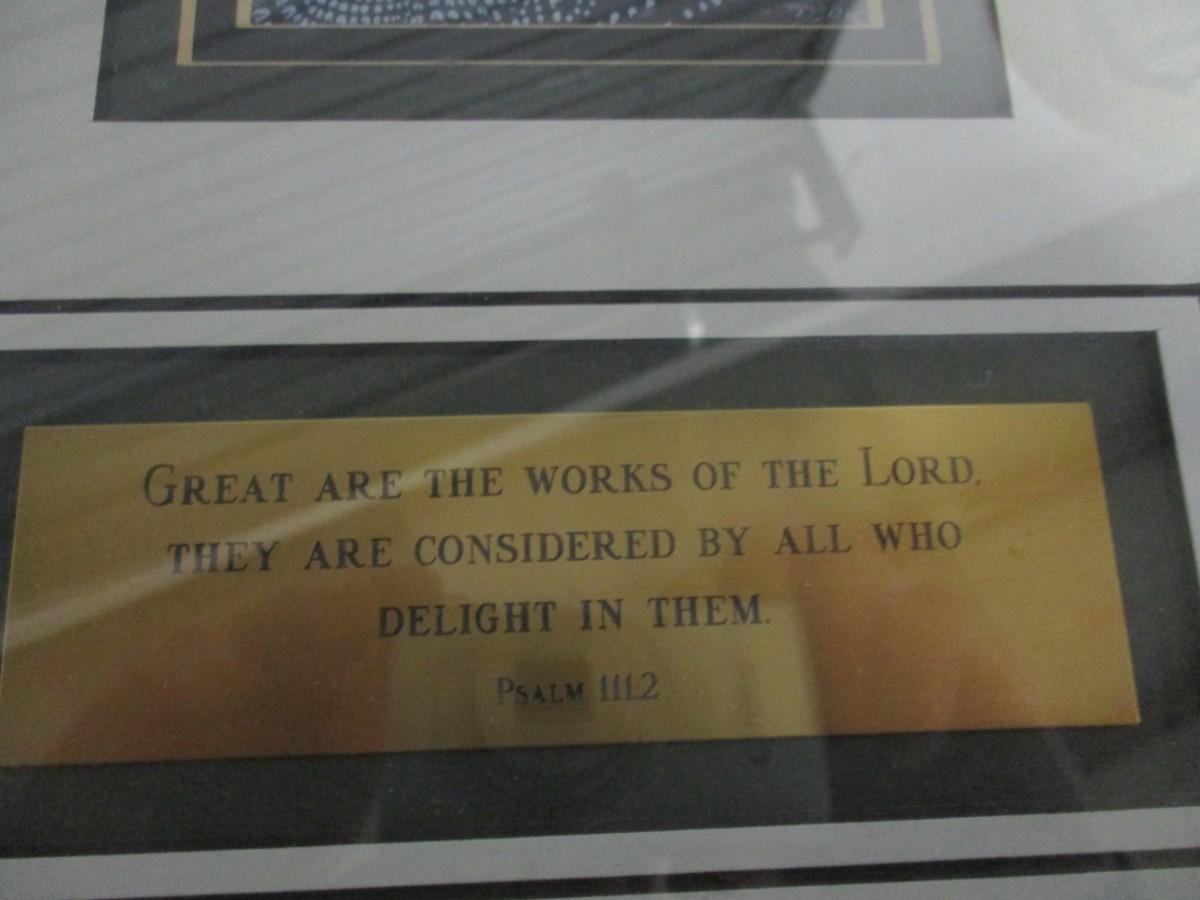 GREAT ARE THE WORKS OF THE LORD,
THEY ARE CONSIDERED BY ALL WHO
DELIGHT IN THEM.
PSALM 111:2